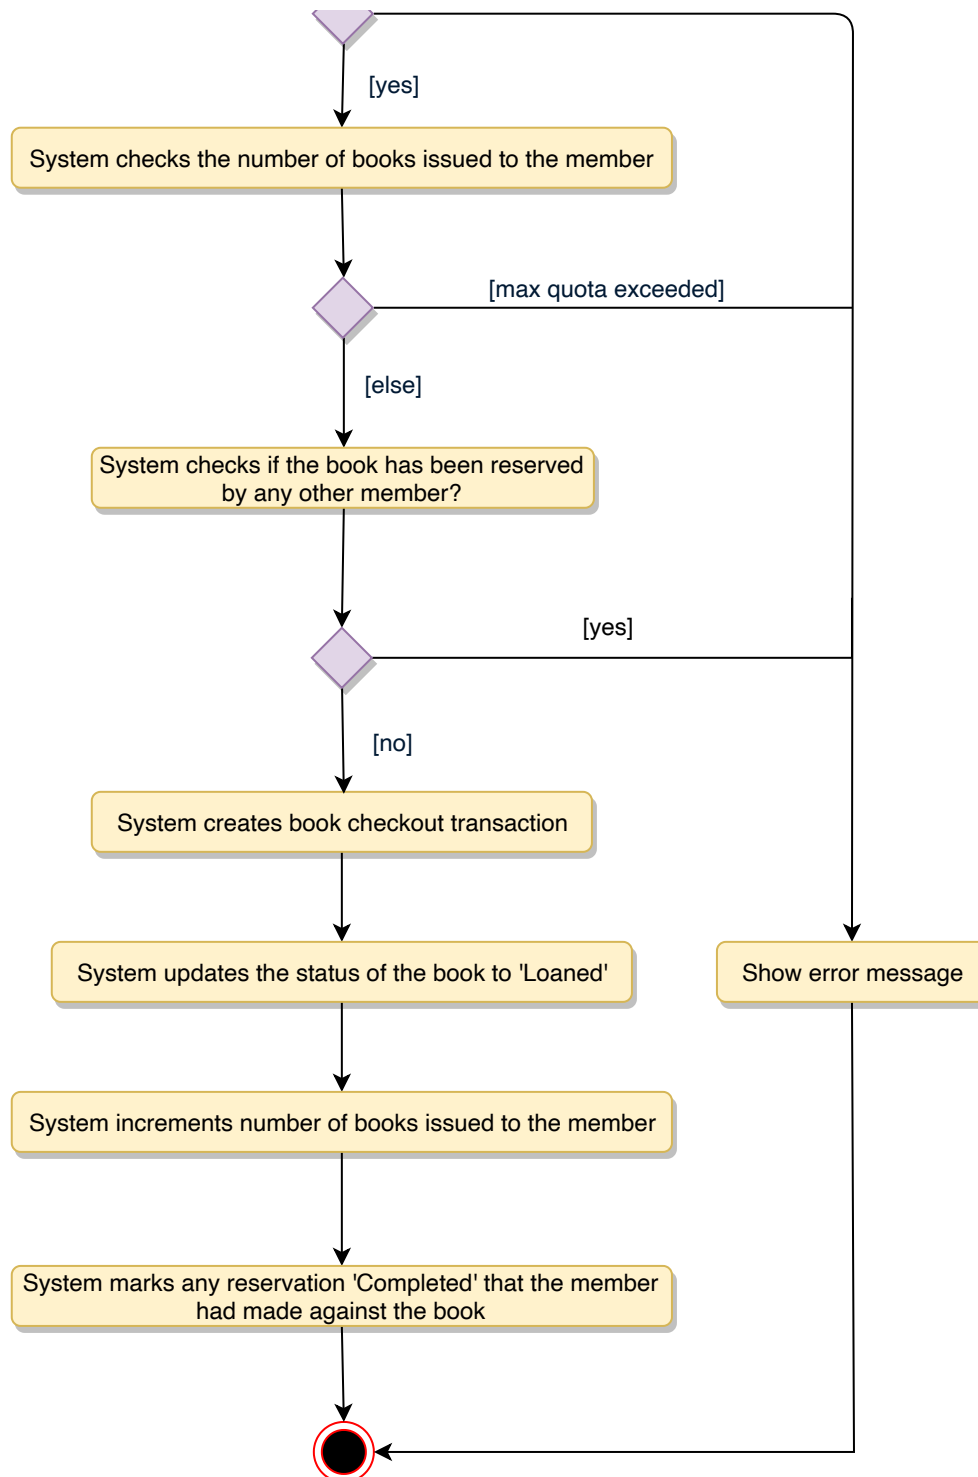 [yes]
System checks the number of books issued to the member
[max quota exceeded]
[else]
System checks if the book has been reserved
by any other member?
[yes]
[no]
System creates book checkout transaction
System updates the status of the book to 'Loaned'
Show error message
System increments number of books issued to the member
System marks any reservation 'Completed' that the member
had made against the book